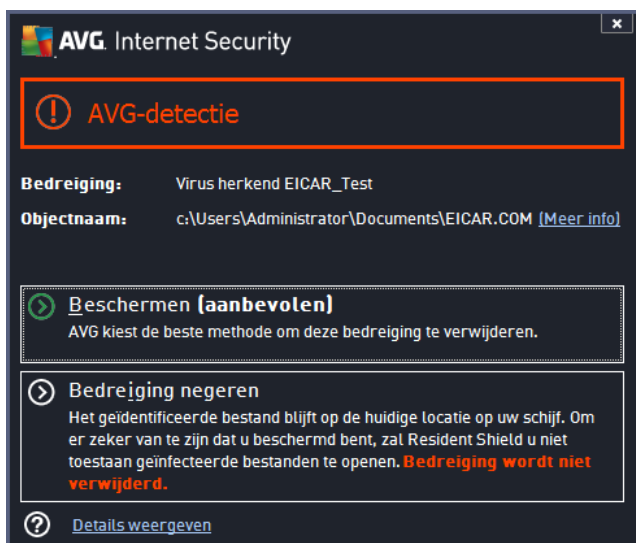 AVG. Internet Security
AVG-detectie
Bedreiging: Virus herkend EICAR_Test
Objectnaam: c:\Users\Administrator\Documents\EICAR.COM (Meer info)
Beschermen (aanbevolen)
AVG kiest de beste methode om deze bedreiging te verwijderen.
Bedreiging negeren
Het geïdentificeerde bestand blijft op de huidige locatie op uw schijf. Om
er zeker van te zijn dat u beschermd bent, zal Resident Shield u niet
toestaan geïnfecteerde bestanden te openen. Bedreiging wordt niet
verwijderd.
Details weergeven